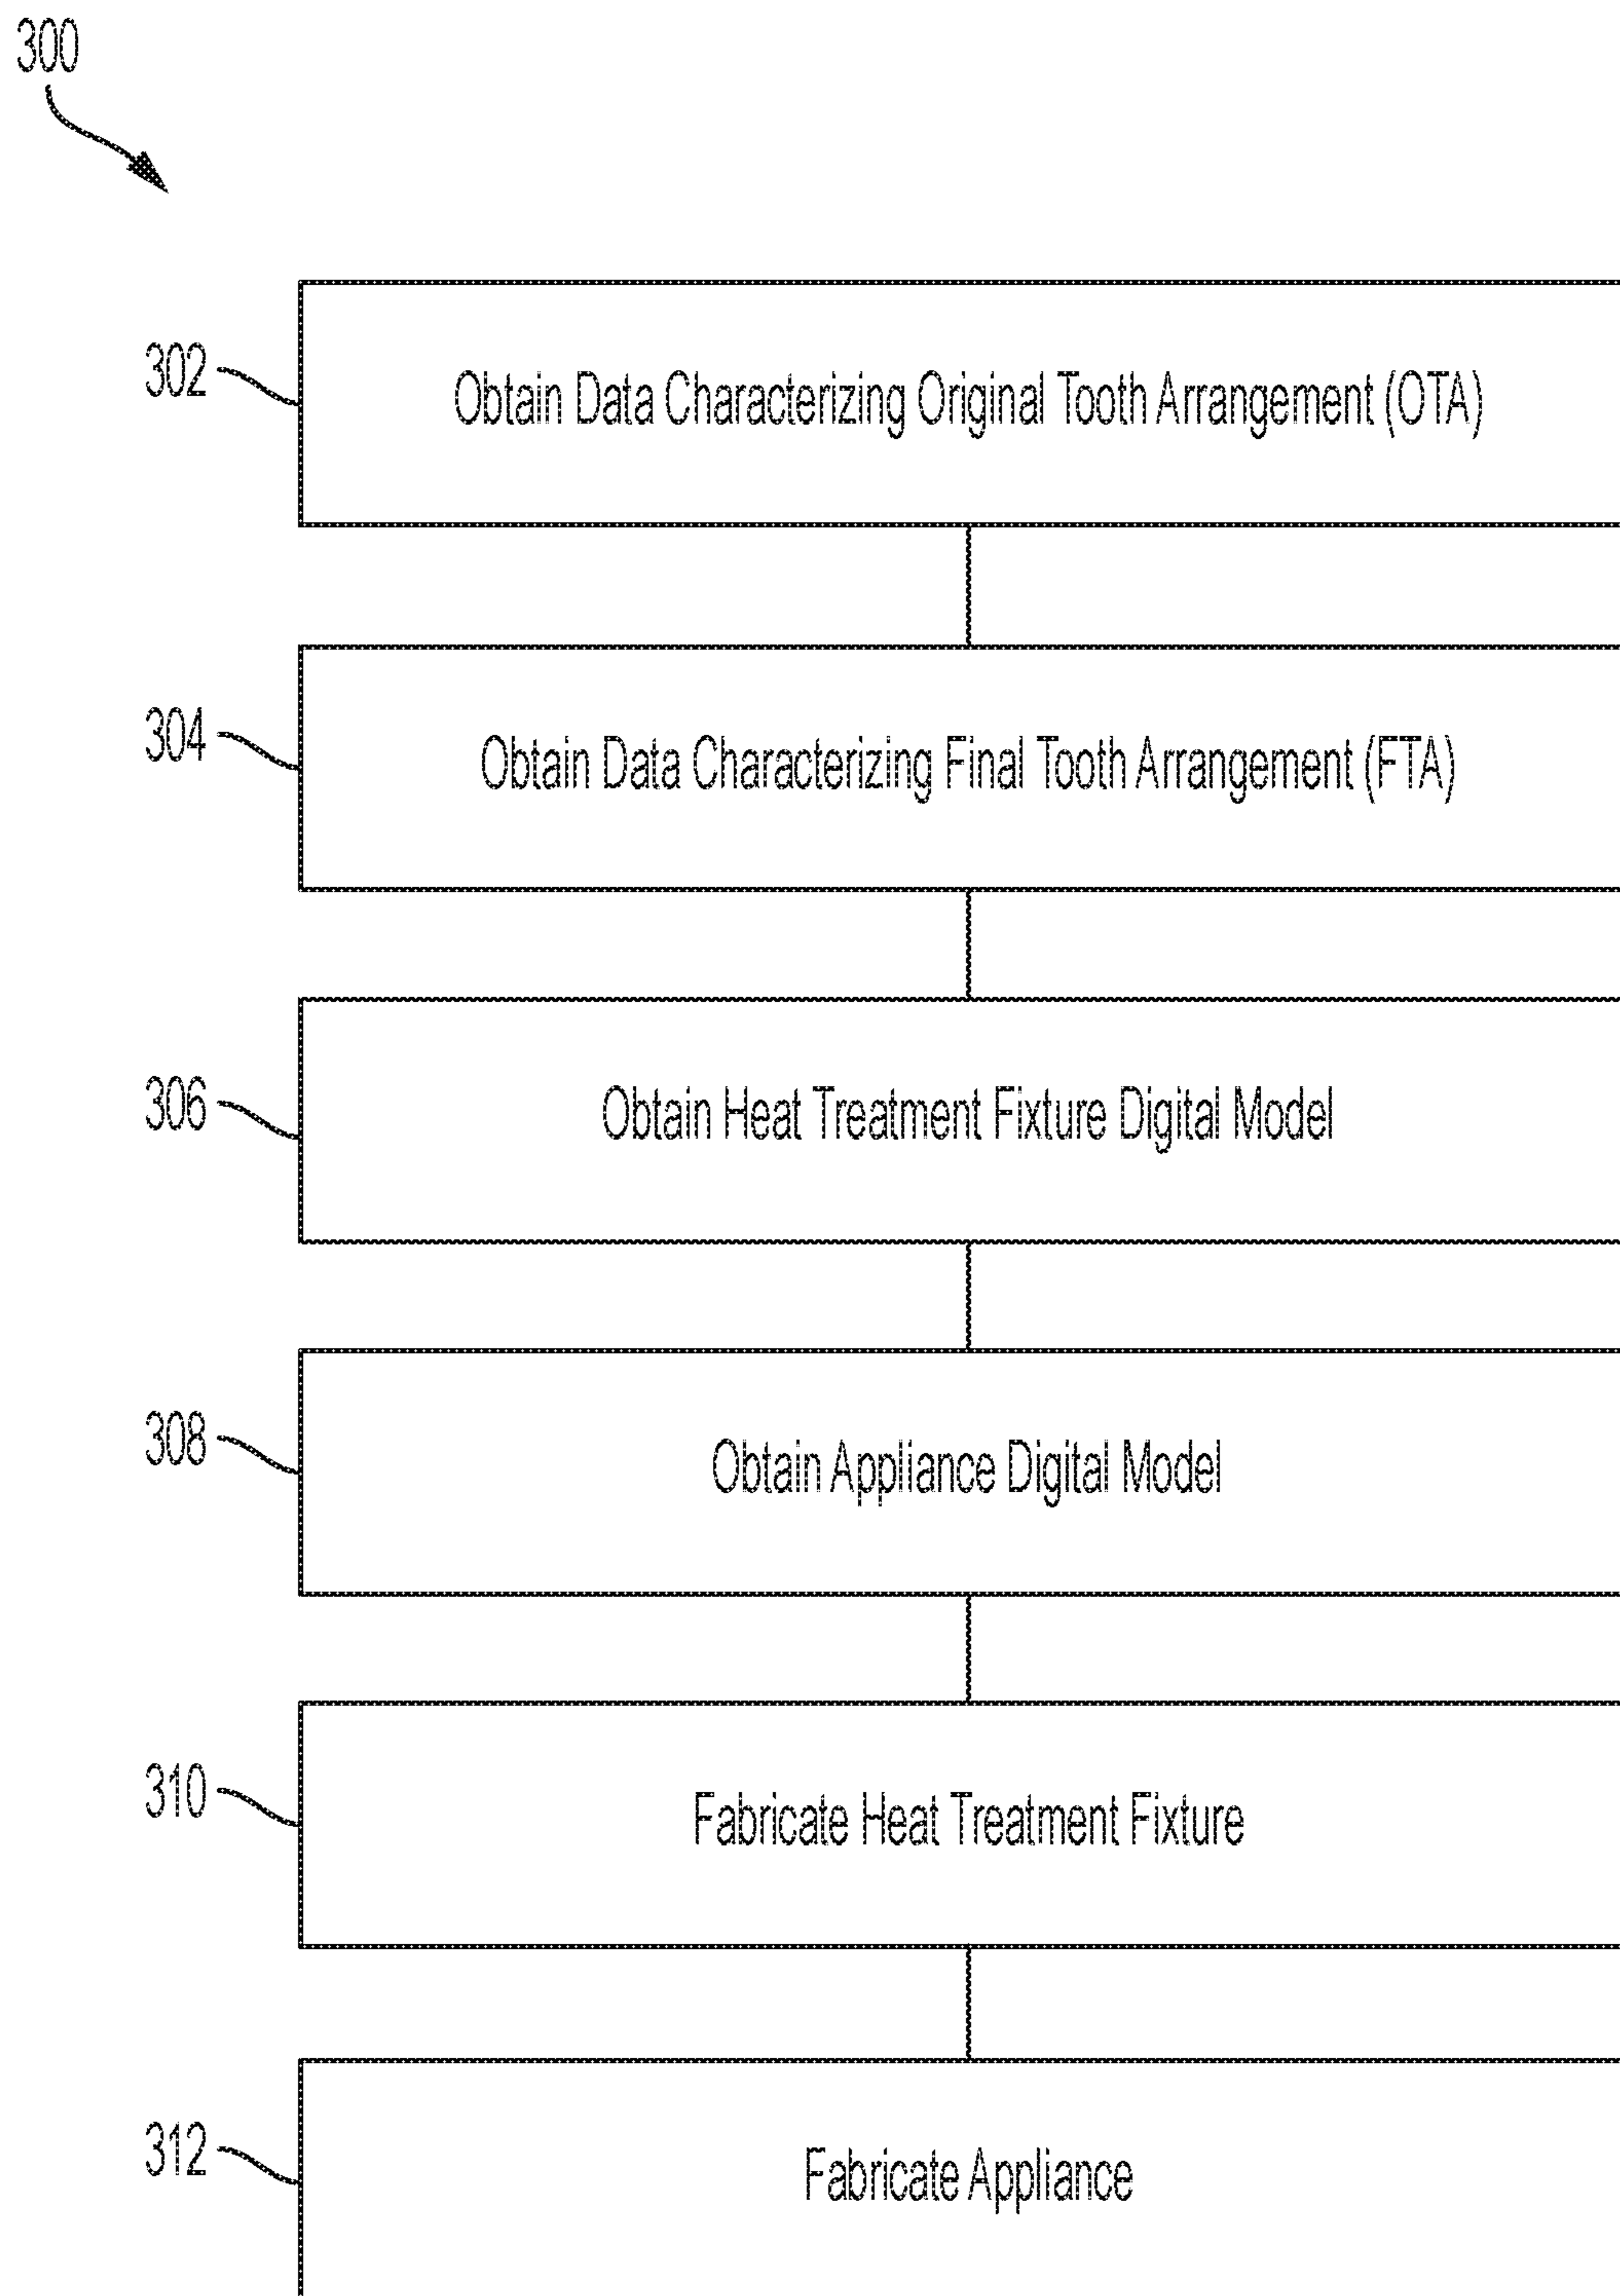 300
302
Obtain Data Characterizing Original Tooth Arrangement (OTA)
304
Obtain Data Characterizing Final Tooth Arrangement (FTA)
306
Obtain Heat Treatment Fixture Digital Model
308
Obtain Appliance Digital Model
310
Fabricate Heat Treatment Fixture
312
Fabricate Appliance